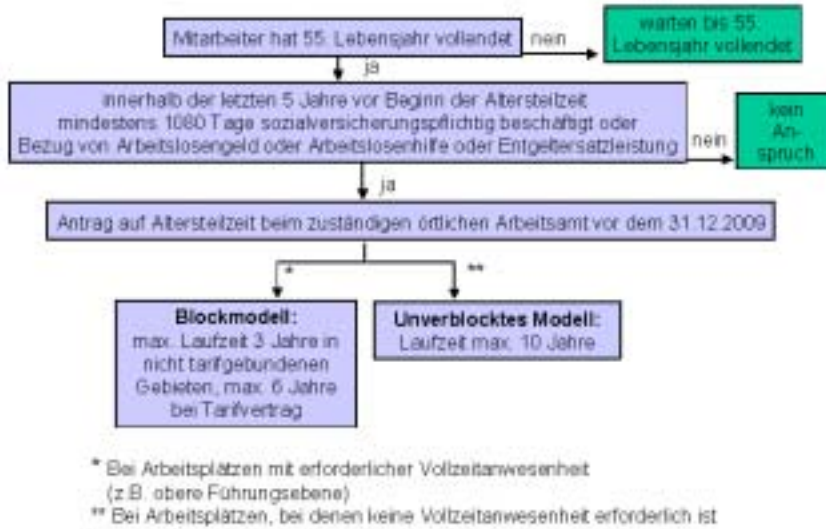 Mitarbeiter hat 55. Lebensjahr vollendet
nein
warten bis 55.
Lebensjahr vollendet
ja
innerhalb der letzten 5 Jahre vor Beginn der Altersteilzeit
mindestens 1080 Tage sozialversicherungspflichtig beschäftigt oder
Bezug von Arbeitslosengeld oder Arbeitslosenhilfe oder Entgeltersatzleistung
nein
kein
An-
spruch
ja
Antrag auf Altersteilzeit beim zuständigen örtlichen Arbeitsamt vor dem 31.12.2009
*
**
Blockmodell:
max. Laufzeit 3 Jahre in
nicht tarifgebundenen
Gebieten, max. 6 Jahre
bei Tarifvertrag
Unverblocktes Modell:
Laufzeit max. 10 Jahre
* Bei Arbeitsplätzen mit erforderlicher Vollzeitanwesenheit
(z.B. obere Führungsebene)
** Bei Arbeitsplätzen, bei denen keine Vollzeitanwesenheit erforderlich ist